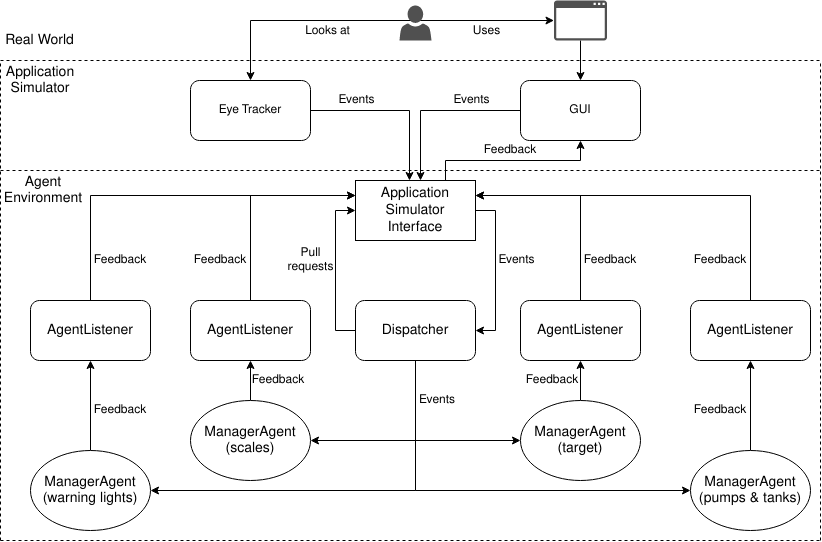 Looks at
Uses
Real World
Application
Simulator
Eye Tracker
Events
Events
GUI
Feedback
Agent
Environment
Application
Simulator
Interface
Feedback
Feedback
Pull
requests
Events
Feedback
Feedback
AgentListener
AgentListener
Dispatcher
AgentListener
AgentListener
Feedback
Feedback
Feedback
Events
Feedback
ManagerAgent
(scales)
ManagerAgent
(target)
ManagerAgent
(warning lights)
ManagerAgent
(pumps & tanks)